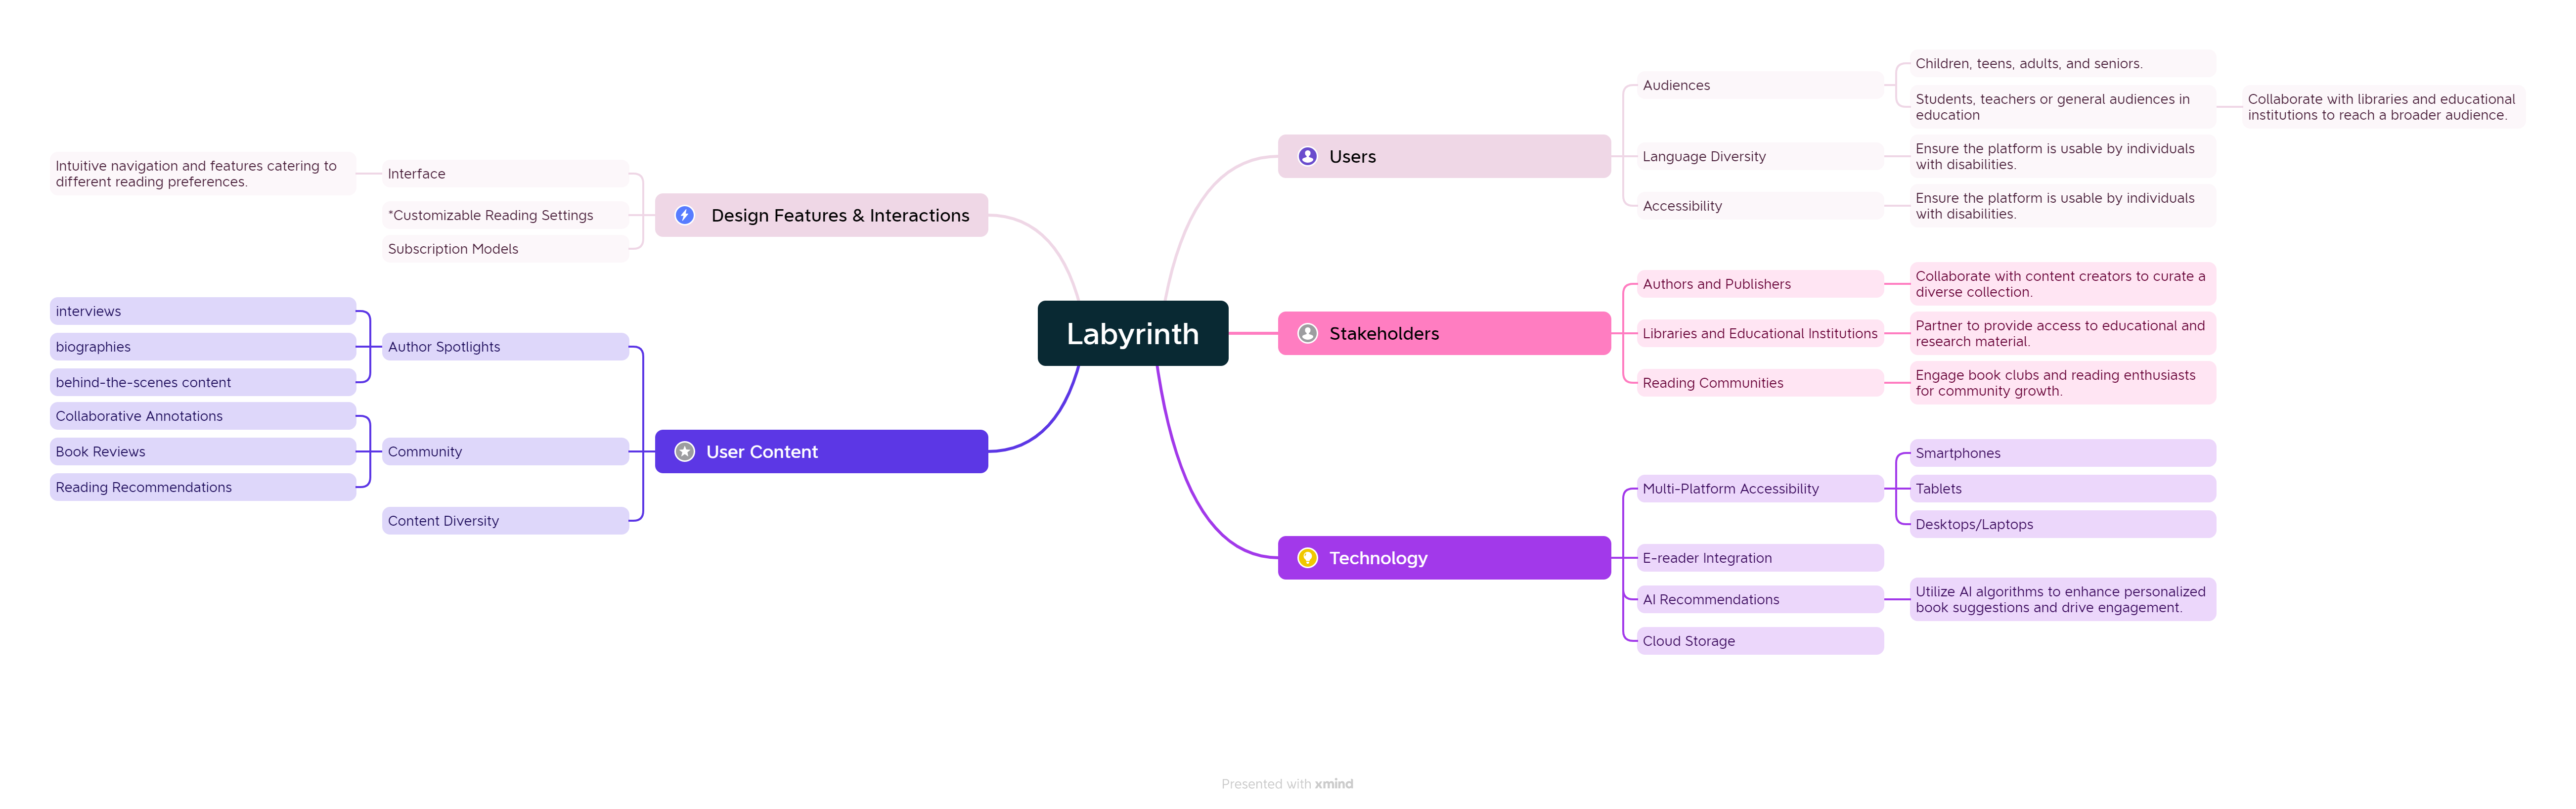 Labyrinth
Users
Audiences
Children, teens, adults, and seniors.
Students, teachers or general audiences in
education
Collaborate with libraries and educational
institutions to reach a broader audience.
Language Diversity
Ensure the platform is usable by individuals
with disabilities.
Accessibility
Ensure the platform is usable by individuals
with disabilities.
Stakeholders
Authors and Publishers
Collaborate with content creators to curate a
diverse collection.
Libraries and Educational Institutions
Partner to provide access to educational and
research material.
Reading Communities
Engage book clubs and reading enthusiasts
for community growth.
Technology
Multi-Platform Accessibility
Smartphones
Tablets
Desktops/Laptops
E-reader Integration
AI Recommendations
Utilize AI algorithms to enhance personalized
book suggestions and drive engagement.
Cloud Storage
Design Features & Interactions
Interface
Intuitive navigation and features catering to
different reading preferences.
*Customizable Reading Settings
Subscription Models
User Content
Author Spotlights
interviews
biographies
behind-the-scenes content
Community
Collaborative Annotations
Book Reviews
Reading Recommendations
Content Diversity
Presented with xmind